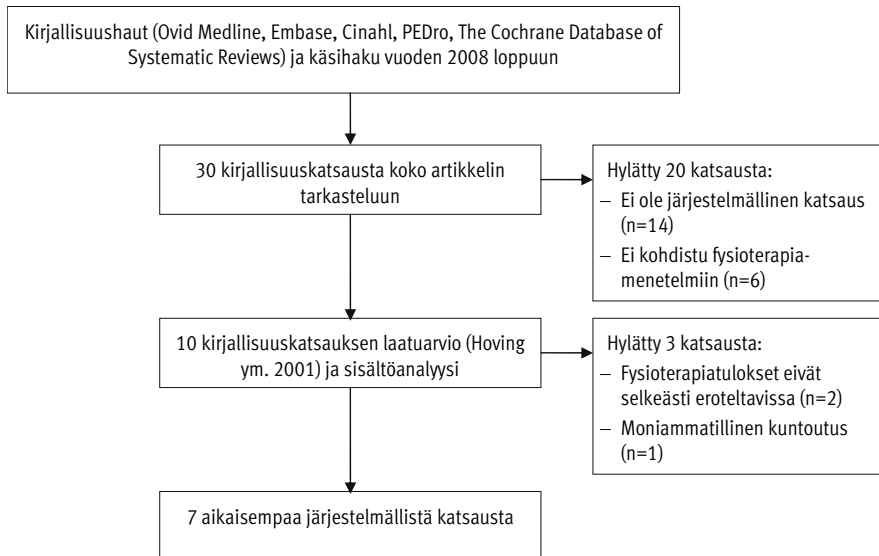 Kirjallisuushaut (Ovid Medline, Embase, Cinahl, PEDro, The Cochrane Database of
Systematic Reviews) ja käsihaku vuoden 2008 loppuun
30 kirjallisuuskatsausta koko artikkelin
tarkasteluun
Hylätty 20 katsausta:
– Ei ole järjestelmällinen katsaus
(n=14)
– Ei kohdistu fysioterapia-
menetelmiin (n=6)
10 kirjallisuuskatsauksen laatuarvio (Hoving
ym. 2001) ja sisältöanalyysi
Hylätty 3 katsausta:
– Fysioterapiatulokset eivät
selkeästi eroteltavissa (n=2)
– Moniammatillinen kuntoutus
(n=1)
7 aikaisempaa järjestelmällistä katsausta